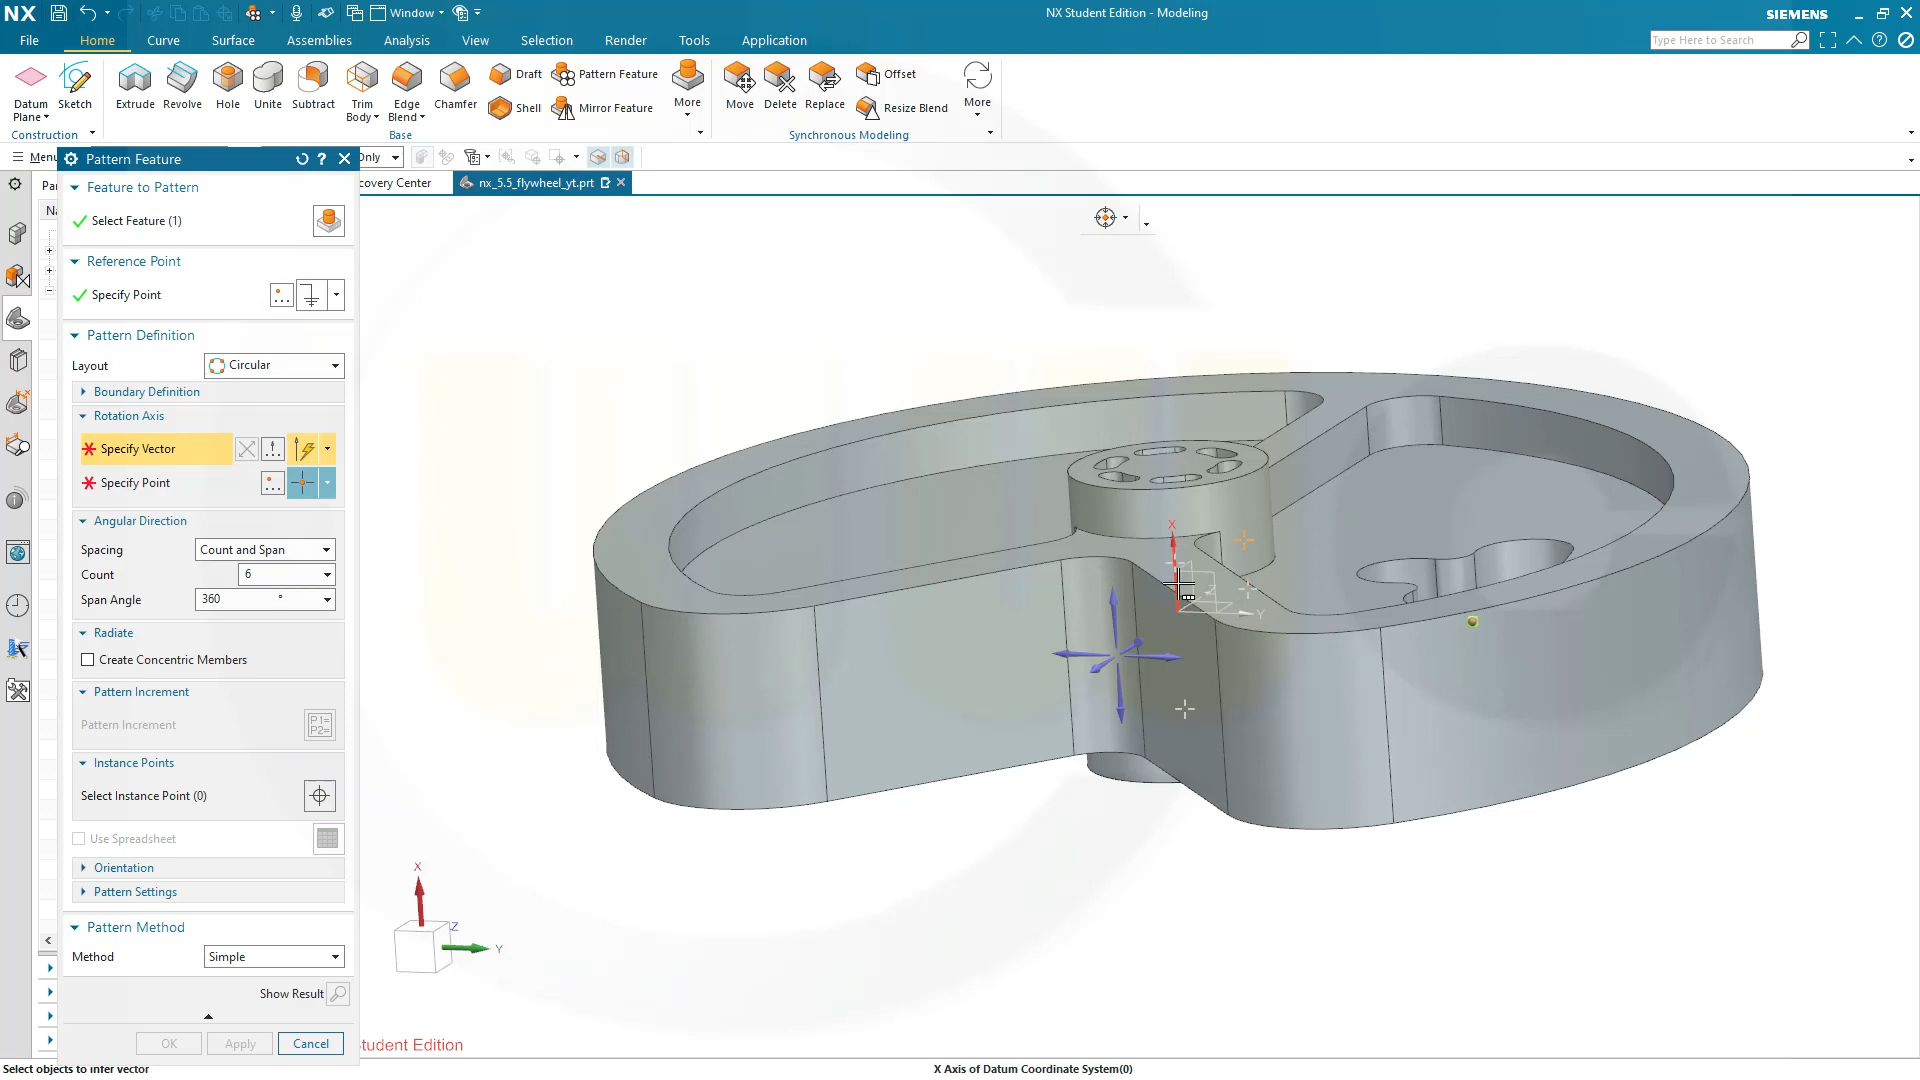 NX
Window
NX Student Edition - Modeling
SIEMENS
File
Home
Curve
Surface
Assemblies
Analysis
View
Selection
Render
Tools
Application
Type Here to Search
Datum Plane
Sketch
Extrude
Revolve
Hole
Unite
Subtract
Trim Body
Edge Blend
Chamfer
Draft
Shell
Pattern Feature
Mirror Feature
More
Move
Delete
Replace
Offset
Resize Blend
More
Construction
Base
Synchronous Modeling
Menu
Only
Pattern Feature
covery Center
nx_5.5_flywheel_yt.prt
Feature to Pattern
Select Feature (1)
Reference Point
Specify Point
Pattern Definition
Layout
Circular
Boundary Definition
Rotation Axis
Specify Vector
Specify Point
Angular Direction
Spacing
Count and Span
Count
6
Span Angle
360 °
Radiate
Create Concentric Members
Pattern Increment
Pattern Increment
P1=
P2=
Instance Points
Select Instance Point (0)
Use Spreadsheet
Orientation
Pattern Settings
Pattern Method
Method
Simple
Show Result
OK
Apply
Cancel
X
Y
X
Z
Y
tudent Edition
Select objects to infer vector
X Axis of Datum Coordinate System(0)